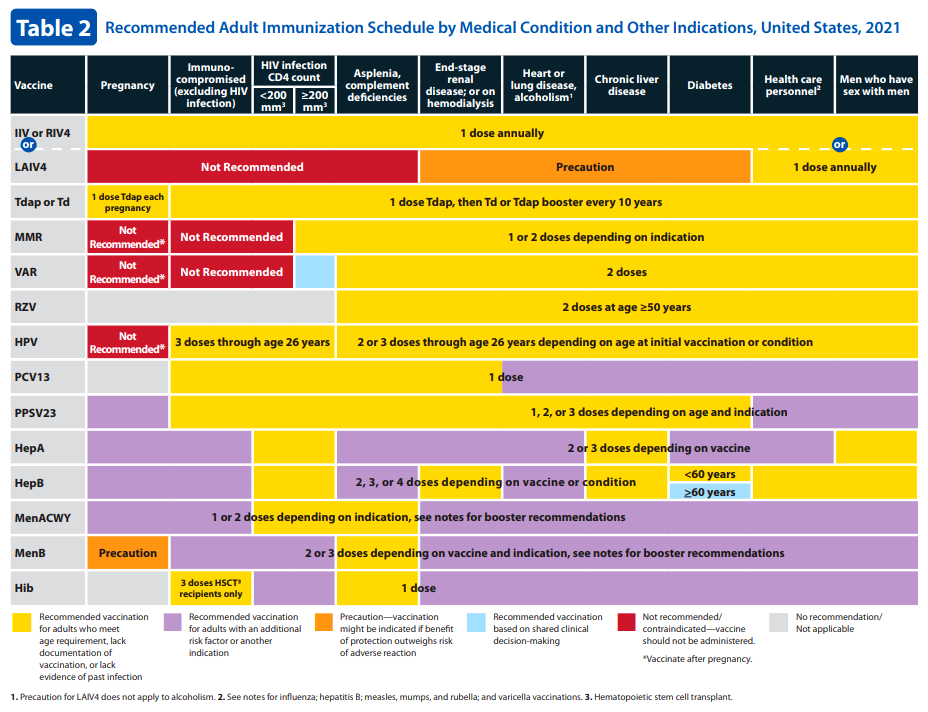 Table 2 Recommended Adult Immunization Schedule by Medical Condition and Other Indications, United States, 2021
Vaccine
Pregnancy
Immuno-
compromised
(excluding HIV
infection)
HIV infection
CD4 count
<200
mm³
≥200
mm³
Asplenia,
complement
deficiencies
End-stage
renal
disease; or on
hemodialysis
Heart or
lung disease,
alcoholism¹
Chronic liver
disease
Diabetes
Health care
personnel²
Men who have
sex with men
IIV or RIV4
1 dose annually
or
or
LAIV4
Not Recommended
Precaution
1 dose annually
Tdap or Td
1 dose Tdap each
pregnancy
1 dose Tdap, then Td or Tdap booster every 10 years
MMR
Not
Recommended*
Not Recommended
1 or 2 doses depending on indication
VAR
Not
Recommended*
Not Recommended
2 doses
RZV
2 doses at age ≥50 years
HPV
Not
Recommended*
3 doses through age 26 years
2 or 3 doses through age 26 years depending on age at initial vaccination or condition
PCV13
1 dose
PPSV23
1, 2, or 3 doses depending on age and indication
HepA
2 or 3 doses depending on vaccine
HepB
2, 3, or 4 doses depending on vaccine or condition
<60 years
≥60 years
MenACWY
1 or 2 doses depending on indication, see notes for booster recommendations
MenB
Precaution
2 or 3 doses depending on vaccine and indication, see notes for booster recommendations
Hib
3 doses HSCT³
recipients only
1 dose
Recommended vaccination
for adults who meet
age requirement, lack
documentation of
vaccination, or lack
evidence of past infection
Recommended vaccination
for adults with an additional
risk factor or another
indication
Precaution—vaccination
might be indicated if benefit
of protection outweighs risk
of adverse reaction
Recommended vaccination
based on shared clinical
decision-making
Not recommended/
contraindicated—vaccine
should not be administered.
*Vaccinate after pregnancy.
No recommendation/
Not applicable
1. Precaution for LAIV4 does not apply to alcoholism. 2. See notes for influenza; hepatitis B; measles, mumps, and rubella; and varicella vaccinations. 3. Hematopoietic stem cell transplant.